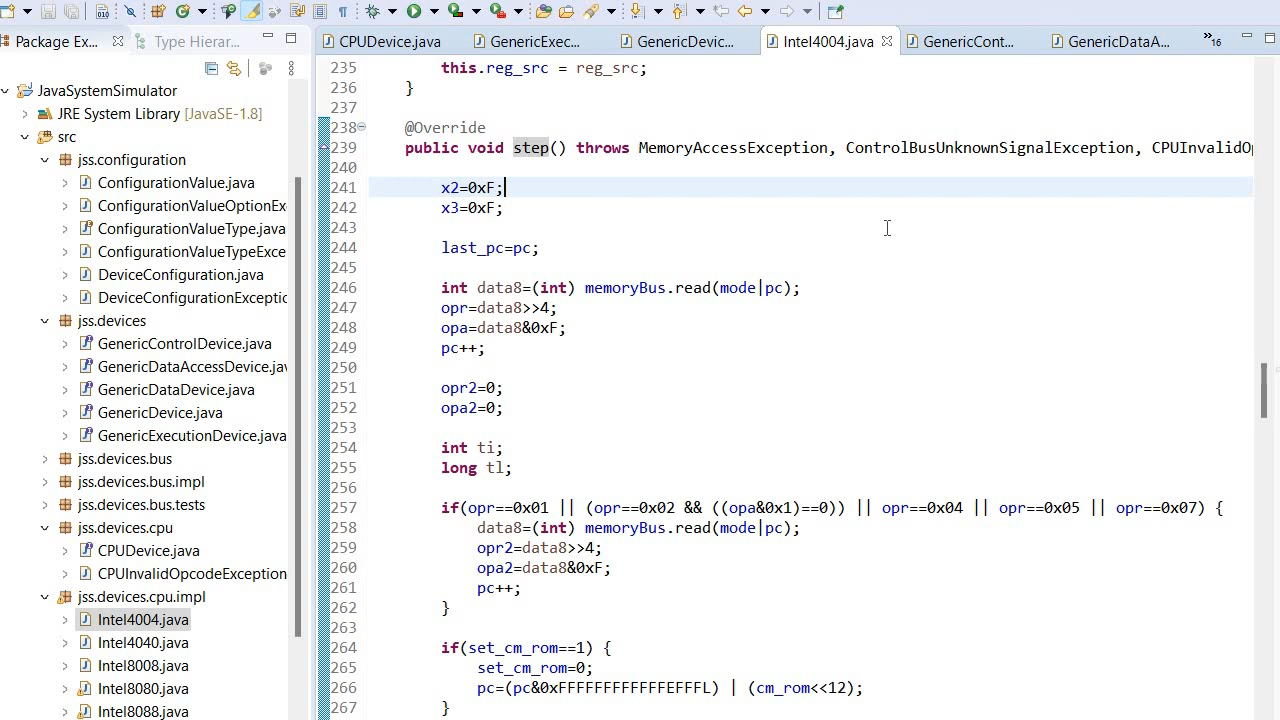 Package Ex...
Type Hierar...
JavaSystemSimulator
JRE System Library [JavaSE-1.8]
src
jss.configuration
ConfigurationValue.java
ConfigurationValueOptionEx
ConfigurationValueType.java
ConfigurationValueTypeExce
DeviceConfiguration.java
DeviceConfigurationExceptio
jss.devices
GenericControlDevice.java
GenericDataAccessDevice.jav
GenericDataDevice.java
GenericDevice.java
GenericExecutionDevice.java
jss.devices.bus
jss.devices.bus.impl
jss.devices.bus.tests
jss.devices.cpu
CPUDevice.java
CPUInvalidOpcodeException
jss.devices.cpu.impl
Intel4004.java
Intel4040.java
Intel8008.java
Intel8080.java
Intel8088.java
CPUDevice.java
GenericExec...
GenericDevic...
Intel4004.java
GenericCont...
GenericDataA...
»16
235 this.reg_src = reg_src;
236 }
237
238 @Override
239 public void step() throws MemoryAccessException, ControlBusUnknownSignalException, CPUInvalidOp
240
241 x2=0xF;
242 x3=0xF;
243
244 last_pc=pc;
245
246 int data8=(int) memoryBus.read(mode|pc);
247 opr=data8>>4;
248 opa=data8&0xF;
249 pc++;
250
251 opr2=0;
252 opa2=0;
253
254 int ti;
255 long tl;
256
257 if(opr==0x01 || (opr==0x02 && ((opa&0x1)==0)) || opr==0x04 || opr==0x05 || opr==0x07) {
258 data8=(int) memoryBus.read(mode|pc);
259 opr2=data8>>4;
260 opa2=data8&0xF;
261 pc++;
262 }
263
264 if(set_cm_rom==1) {
265 set_cm_rom=0;
266 pc=(pc&0xFFFFFFFFFFFFEFFFL) | (cm_rom<<12);
267 }